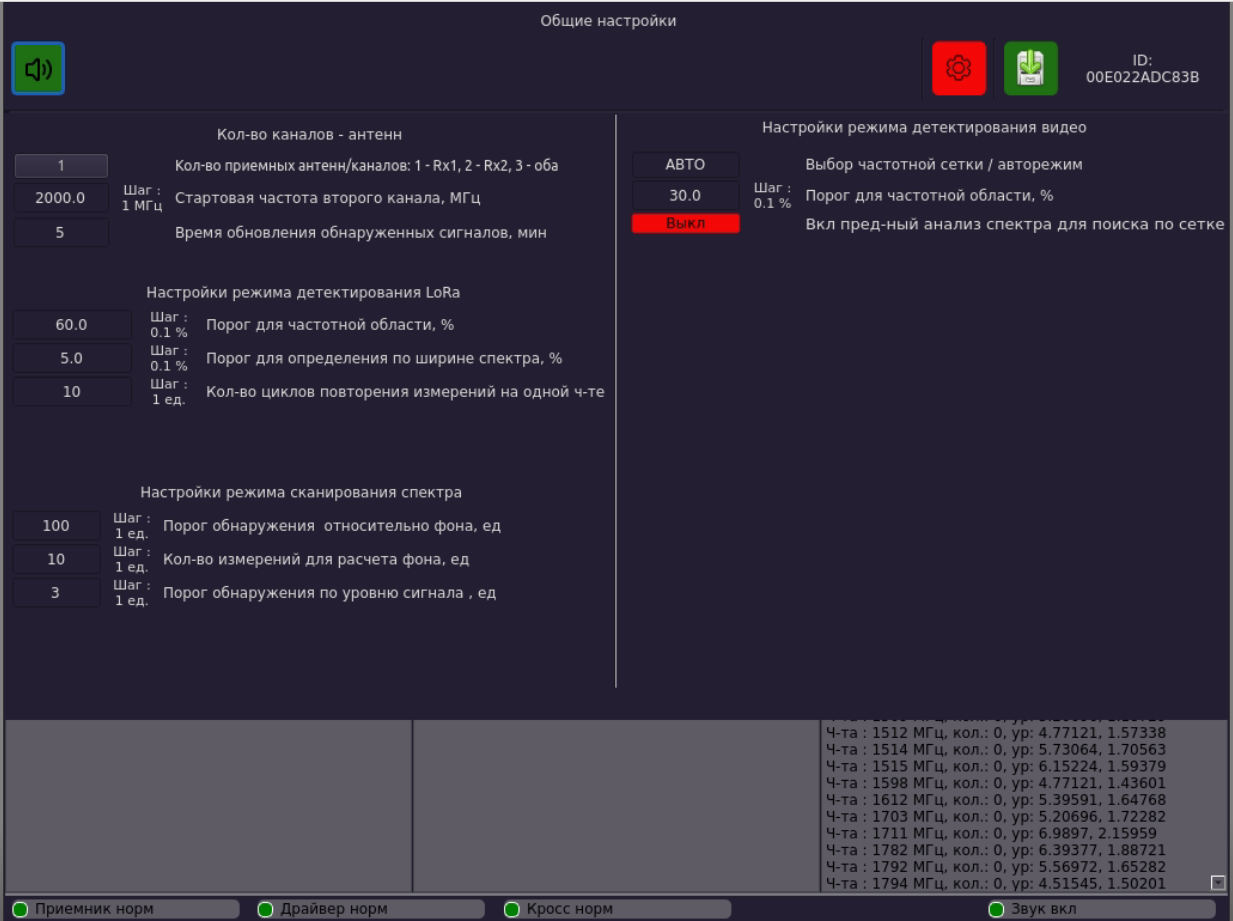 Общие настройки
ID:
00E022ADC83B
Кол-во каналов - антенн
1 Кол-во приемных антенн/каналов: 1 - Rx1, 2 - Rx2, 3 - оба
2000.0 Шаг : 1 МГц Стартовая частота второго канала, МГц
5 Время обновления обнаруженных сигналов, мин
Настройки режима детектирования LoRa
60.0 Шаг : 0.1 % Порог для частотной области, %
5.0 Шаг : 0.1 % Порог для определения по ширине спектра, %
10 Шаг : 1 ед. Кол-во циклов повторения измерений на одной ч-те
Настройки режима сканирования спектра
100 Шаг : 1 ед. Порог обнаружения  относительно фона, ед
10 Шаг : 1 ед. Кол-во измерений для расчета фона, ед
3 Шаг : 1 ед. Порог обнаружения по уровню сигнала , ед
Настройки режима детектирования видео
АВТО Выбор частотной сетки / авторежим
30.0 Шаг : 0.1 % Порог для частотной области, %
Выкл Вкл пред-ный анализ спектра для поиска по сетке
Ч-та : 1512 МГц, кол.: 0, ур: 4.77121, 1.57338
Ч-та : 1514 МГц, кол.: 0, ур: 5.73064, 1.70563
Ч-та : 1515 МГц, кол.: 0, ур: 6.15224, 1.59379
Ч-та : 1598 МГц, кол.: 0, ур: 4.77121, 1.43601
Ч-та : 1612 МГц, кол.: 0, ур: 5.39591, 1.64768
Ч-та : 1703 МГц, кол.: 0, ур: 5.20696, 1.72282
Ч-та : 1711 МГц, кол.: 0, ур: 6.9897, 2.15959
Ч-та : 1782 МГц, кол.: 0, ур: 6.39377, 1.88721
Ч-та : 1792 МГц, кол.: 0, ур: 5.56972, 1.65282
Ч-та : 1794 МГц, кол.: 0, ур: 4.51545, 1.50201
Приемник норм
Драйвер норм
Кросс норм
Звук вкл